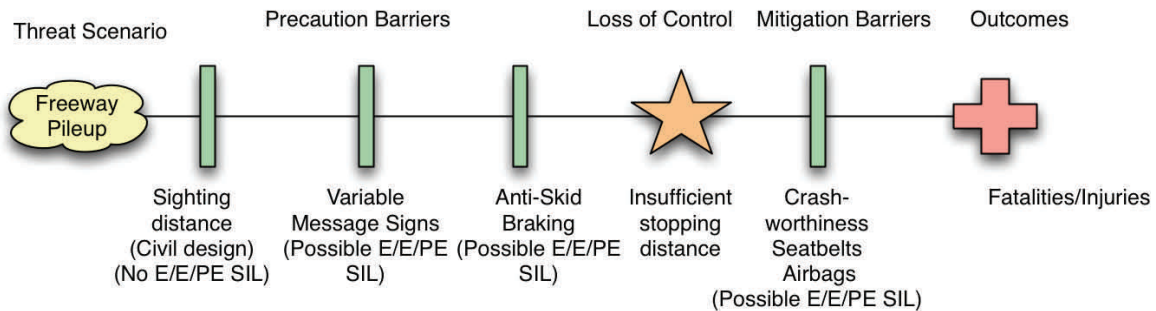 Threat Scenario
Precaution Barriers
Loss of Control
Mitigation Barriers
Outcomes
Freeway
Pileup
Sighting
distance
(Civil design)
(No E/E/PE SIL)
Variable
Message Signs
(Possible E/E/PE
SIL)
Anti-Skid
Braking
(Possible E/E/PE
SIL)
Insufficient
stopping
distance
Crash-
worthiness
Seatbelts
Airbags
(Possible E/E/PE SIL)
Fatalities/Injuries